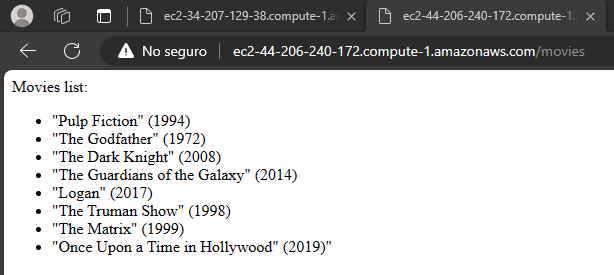 ec2-34-207-129-38.compute-1.a
ec2-44-206-240-172.compute-1.
No seguro
ec2-44-206-240-172.compute-1.amazonaws.com/movies
Movies list:
"Pulp Fiction" (1994)
"The Godfather" (1972)
"The Dark Knight" (2008)
"The Guardians of the Galaxy" (2014)
"Logan" (2017)
"The Truman Show" (1998)
"The Matrix" (1999)
"Once Upon a Time in Hollywood" (2019)"